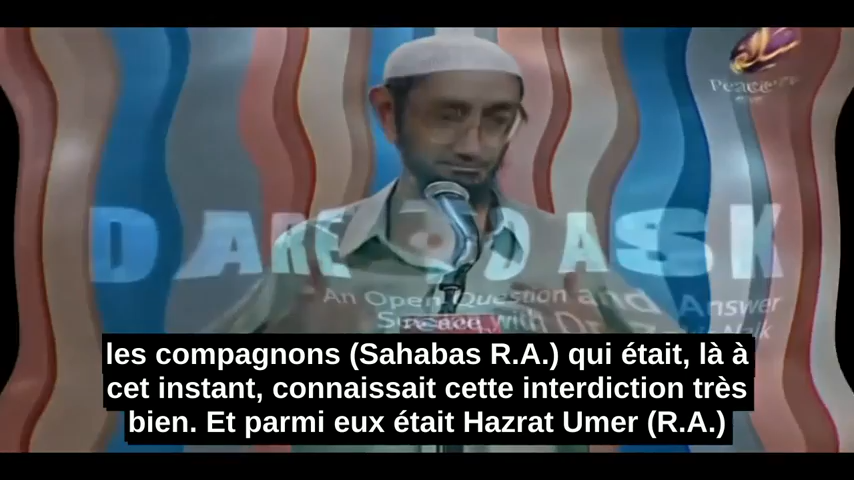 Peace TV
DARE TO ASK
An Open Question and Answer
les compagnons (Sahabas R.A.) qui était, là à
cet instant, connaissait cette interdiction très
bien. Et parmi eux était Hazrat Umer (R.A.)